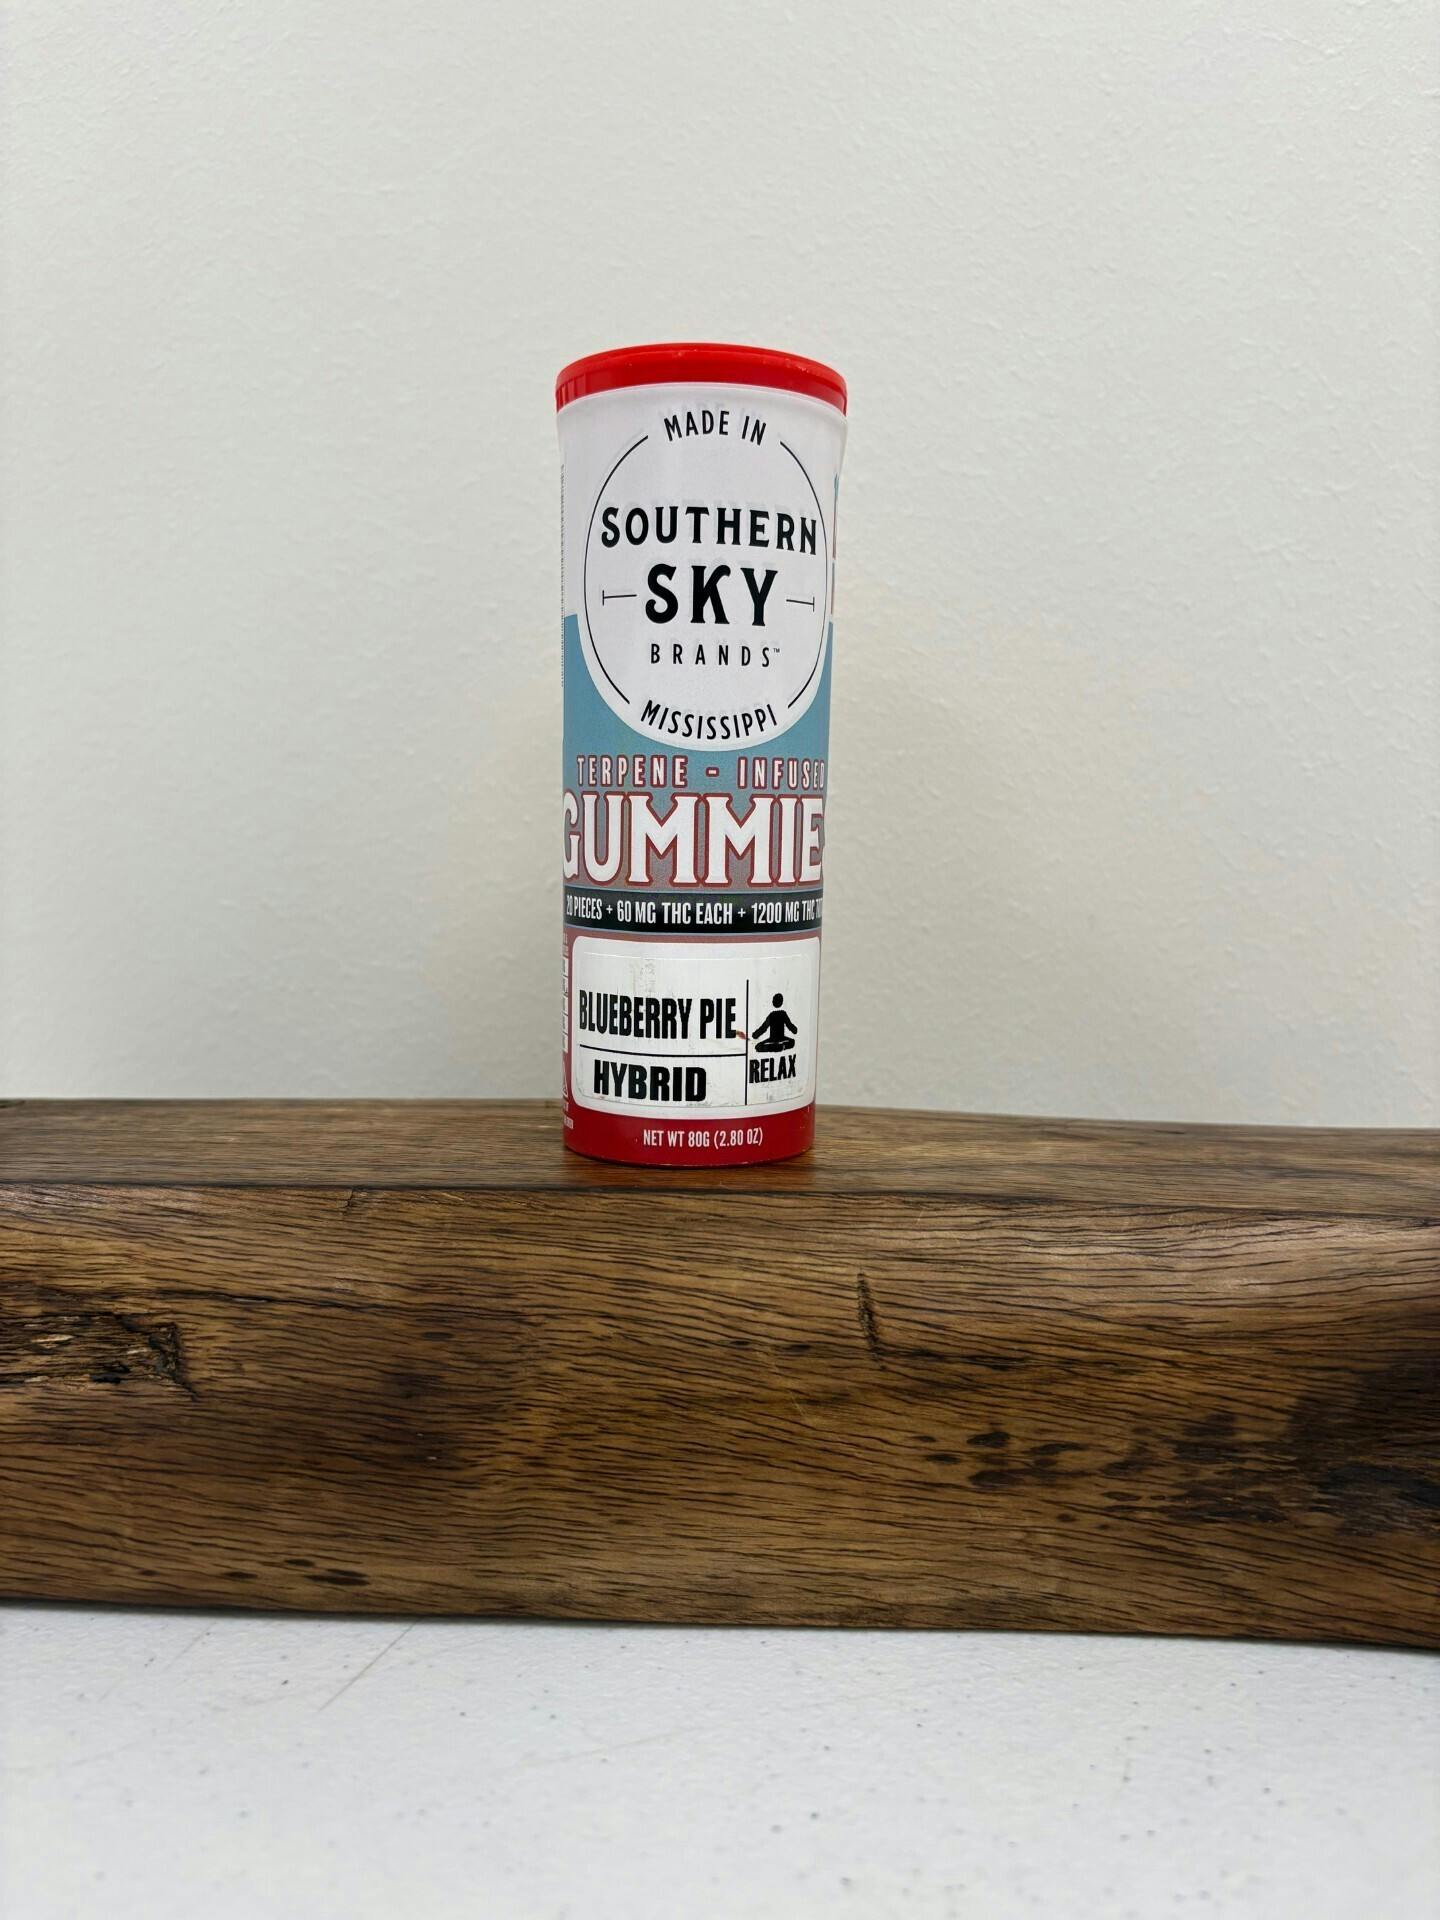 MADE IN
SOUTHERN
SKY
BRANDS™
MISSISSIPPI
TERPENE - INFUSED
GUMMIE
20 PIECES + 60 MG THC EACH + 1200 MG THC
BLUEBERRY PIE
HYBRID
RELAX
NET WT 80G (2.80 OZ)